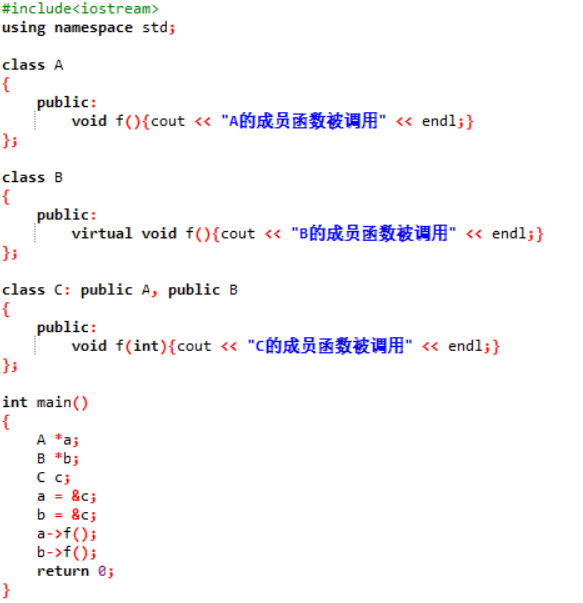 #include<iostream>
using namespace std;
class A
{
public:
void f(){cout << "A的成员函数被调用" << endl;}
};
class B
{
public:
virtual void f(){cout << "B的成员函数被调用" << endl;}
};
class C: public A, public B
{
public:
void f(int){cout << "C的成员函数被调用" << endl;}
};
int main()
{
A *a;
B *b;
C c;
a = &c;
b = &c;
a->f();
b->f();
return 0;
}